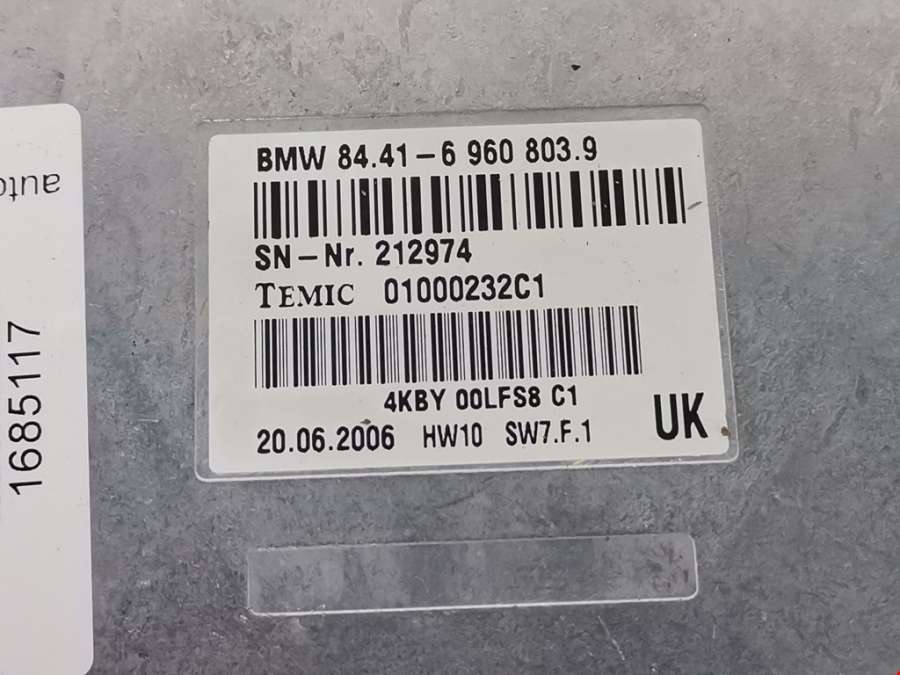 BMW 84.41-6 960 803.9
SN-Nr. 212974
TEMIC 01000232C1
4KBY 00LFS8 C1
20.06.2006 HW10 SW7.F.1 UK
auto
1685117